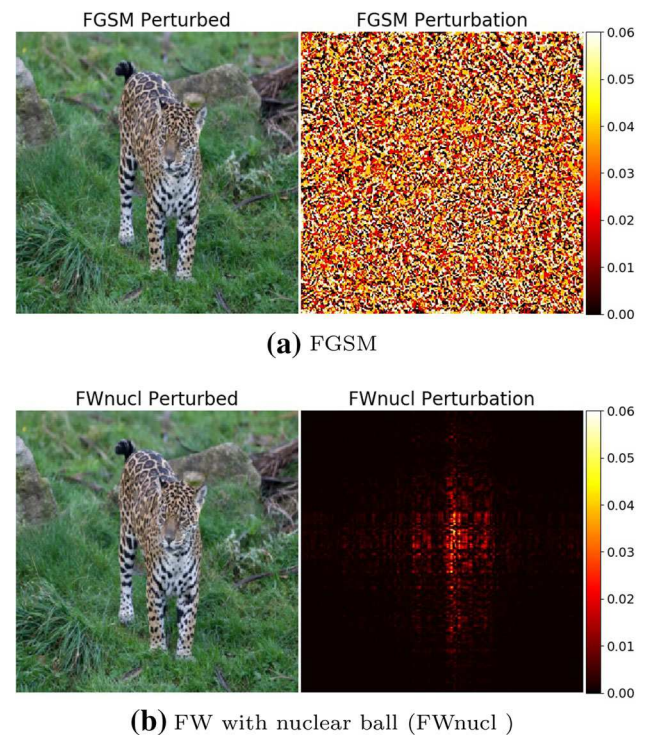 FGSM Perturbed
FGSM Perturbation
0.06
0.05
0.04
0.03
0.02
0.01
0.00
(a) FGSM
FWnucl Perturbed
FWnucl Perturbation
0.06
0.05
0.04
0.03
0.02
0.01
0.00
(b) FW with nuclear ball (FWnucl )